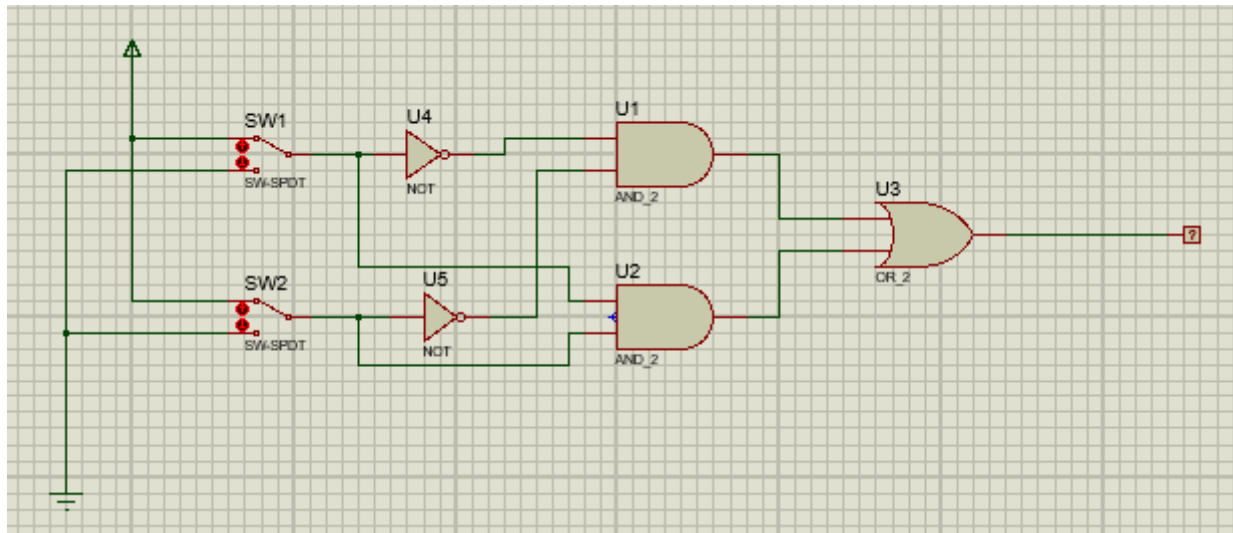 SW1
SW-SPDT
U4
NOT
U1
AND_2
U3
OR_2
?
SW2
SW-SPDT
U5
NOT
U2
AND_2